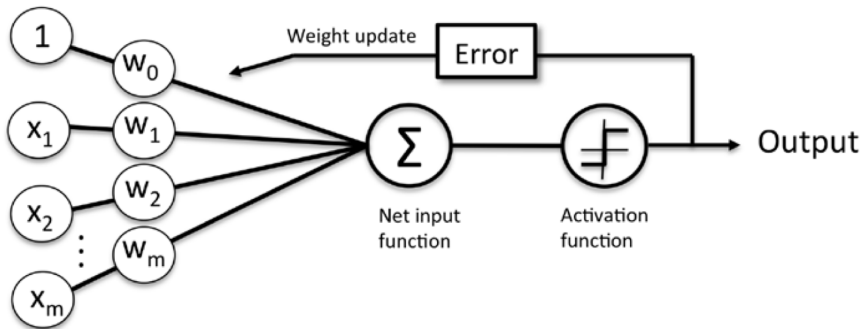 1
w₀
Weight update
Error
x₁
w₁
Σ
Output
x₂
w₂
Net input
function
Activation
function
⋮
wₘ
xₘ